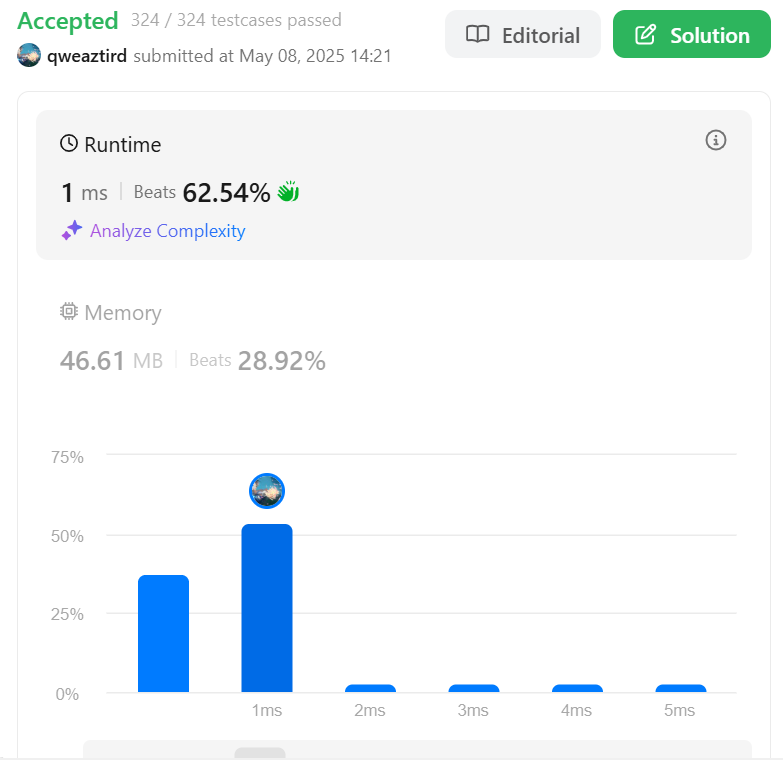 Accepted 324 / 324 testcases passed
Editorial
Solution
qweaztird submitted at May 08, 2025 14:21
Runtime
1 ms Beats 62.54%
Analyze Complexity
Memory
46.61 MB Beats 28.92%
75%
50%
25%
0%
1ms 2ms 3ms 4ms 5ms